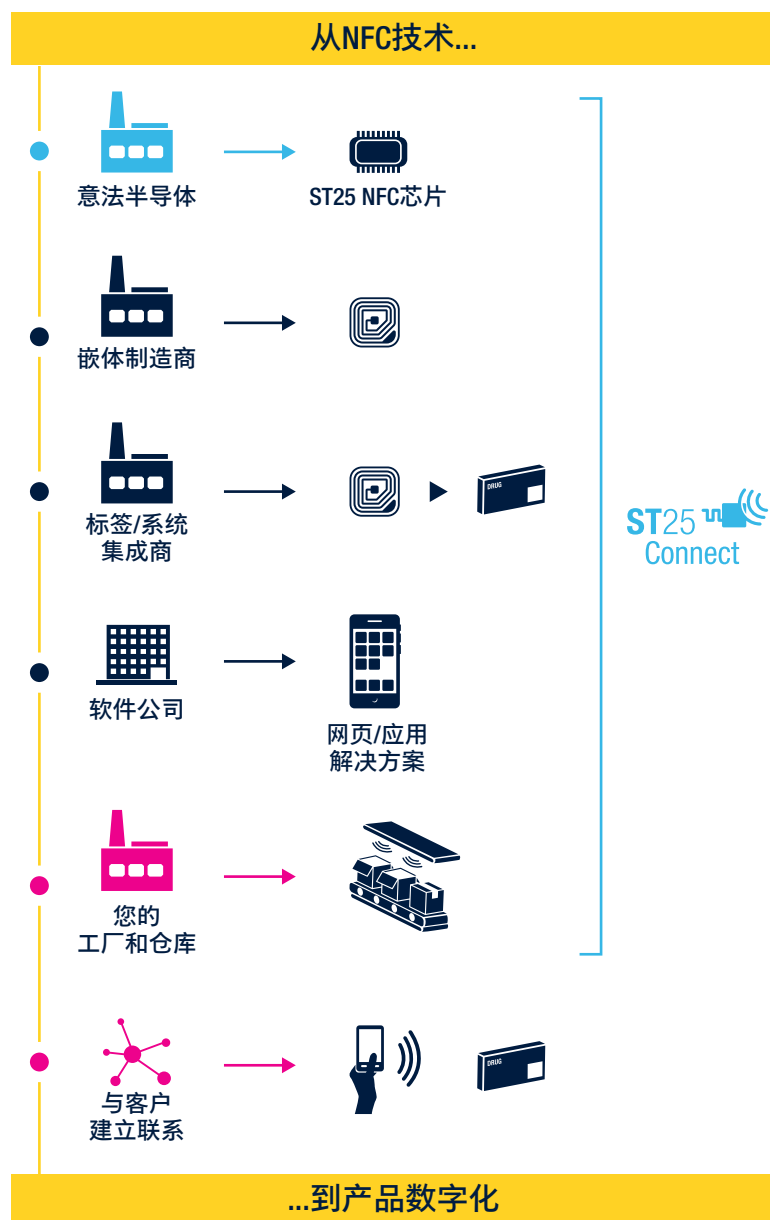 从NFC技术...
意法半导体
ST25 NFC芯片
嵌体制造商
标签/系统
集成商
DRUG
ST25
Connect
软件公司
网页/应用
解决方案
您的
工厂和仓库
与客户
建立联系
DRUG
...到产品数字化